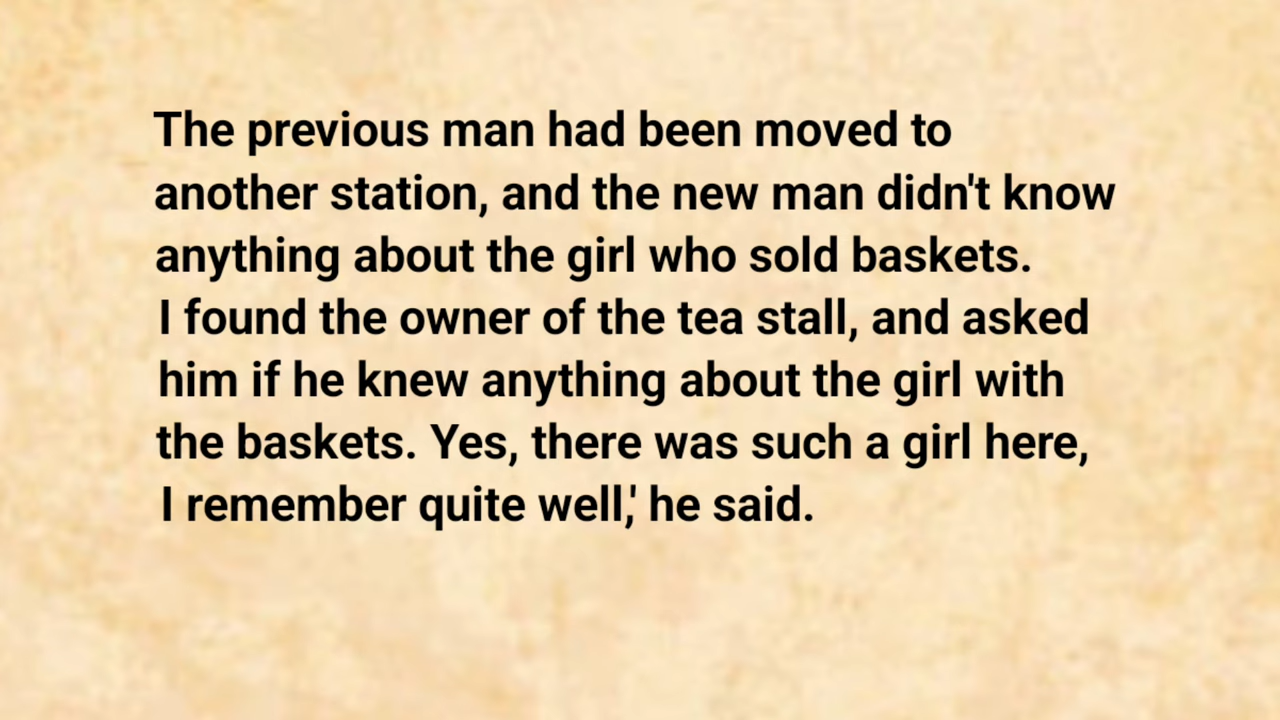 The previous man had been moved to
another station, and the new man didn't know
anything about the girl who sold baskets.
I found the owner of the tea stall, and asked
him if he knew anything about the girl with
the baskets. Yes, there was such a girl here,
I remember quite well,' he said.